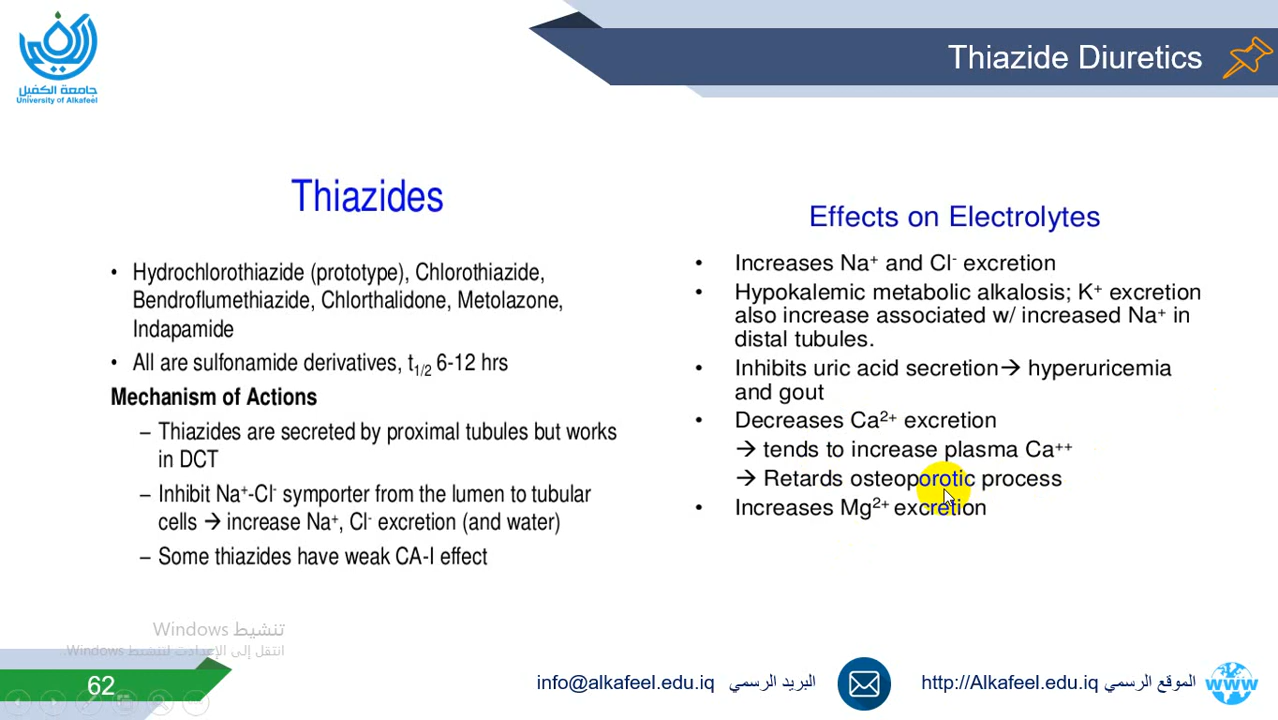 جامعة الكفيل
University of Alkafeel
Thiazide Diuretics
Thiazides
• Hydrochlorothiazide (prototype), Chlorothiazide,
Bendroflumethiazide, Chlorthalidone, Metolazone,
Indapamide
• All are sulfonamide derivatives, t1/2 6-12 hrs
Mechanism of Actions
– Thiazides are secreted by proximal tubules but works
in DCT
– Inhibit Na⁺-Cl⁻ symporter from the lumen to tubular
cells → increase Na⁺, Cl⁻ excretion (and water)
– Some thiazides have weak CA-I effect
Effects on Electrolytes
• Increases Na⁺ and Cl⁻ excretion
• Hypokalemic metabolic alkalosis; K⁺ excretion
also increase associated w/ increased Na⁺ in
distal tubules.
• Inhibits uric acid secretion→ hyperuricemia
and gout
• Decreases Ca²⁺ excretion
→ tends to increase plasma Ca⁺⁺
→ Retards osteoporotic process
• Increases Mg²⁺ excretion
تنشيط Windows
انتقل إلى الإعدادات لتنشيط Windows.
62
info@alkafeel.edu.iq البريد الرسمي
http://Alkafeel.edu.iq الموقع الرسمي
www